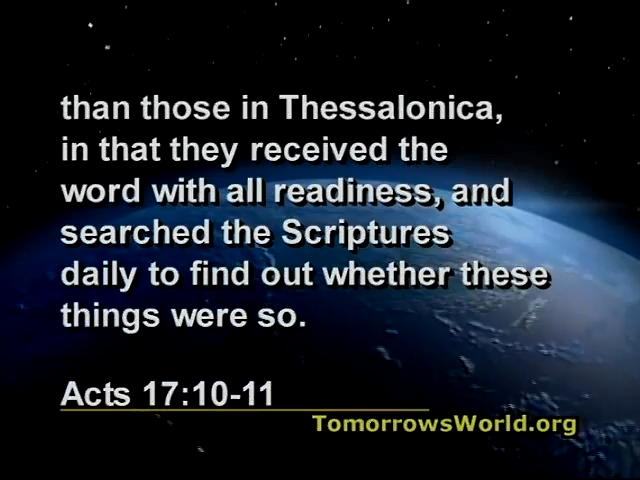 than those in Thessalonica,
in that they received the
word with all readiness, and
searched the Scriptures
daily to find out whether these
things were so.
Acts 17:10-11
TomorrowsWorld.org